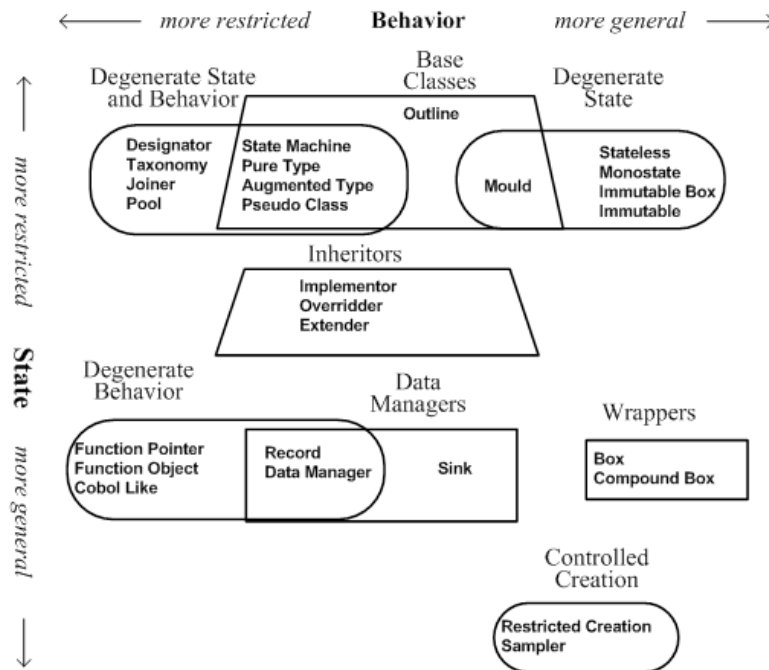 more restricted
Behavior
more general
more restricted
State
more general
Degenerate State
and Behavior
Base
Classes
Degenerate
State
Outline
Designator
Taxonomy
Joiner
Pool
State Machine
Pure Type
Augmented Type
Pseudo Class
Mould
Stateless
Monostate
Immutable Box
Immutable
Inheritors
Implementor
Overridder
Extender
Degenerate
Behavior
Data
Managers
Wrappers
Function Pointer
Function Object
Cobol Like
Record
Data Manager
Sink
Box
Compound Box
Controlled
Creation
Restricted Creation
Sampler